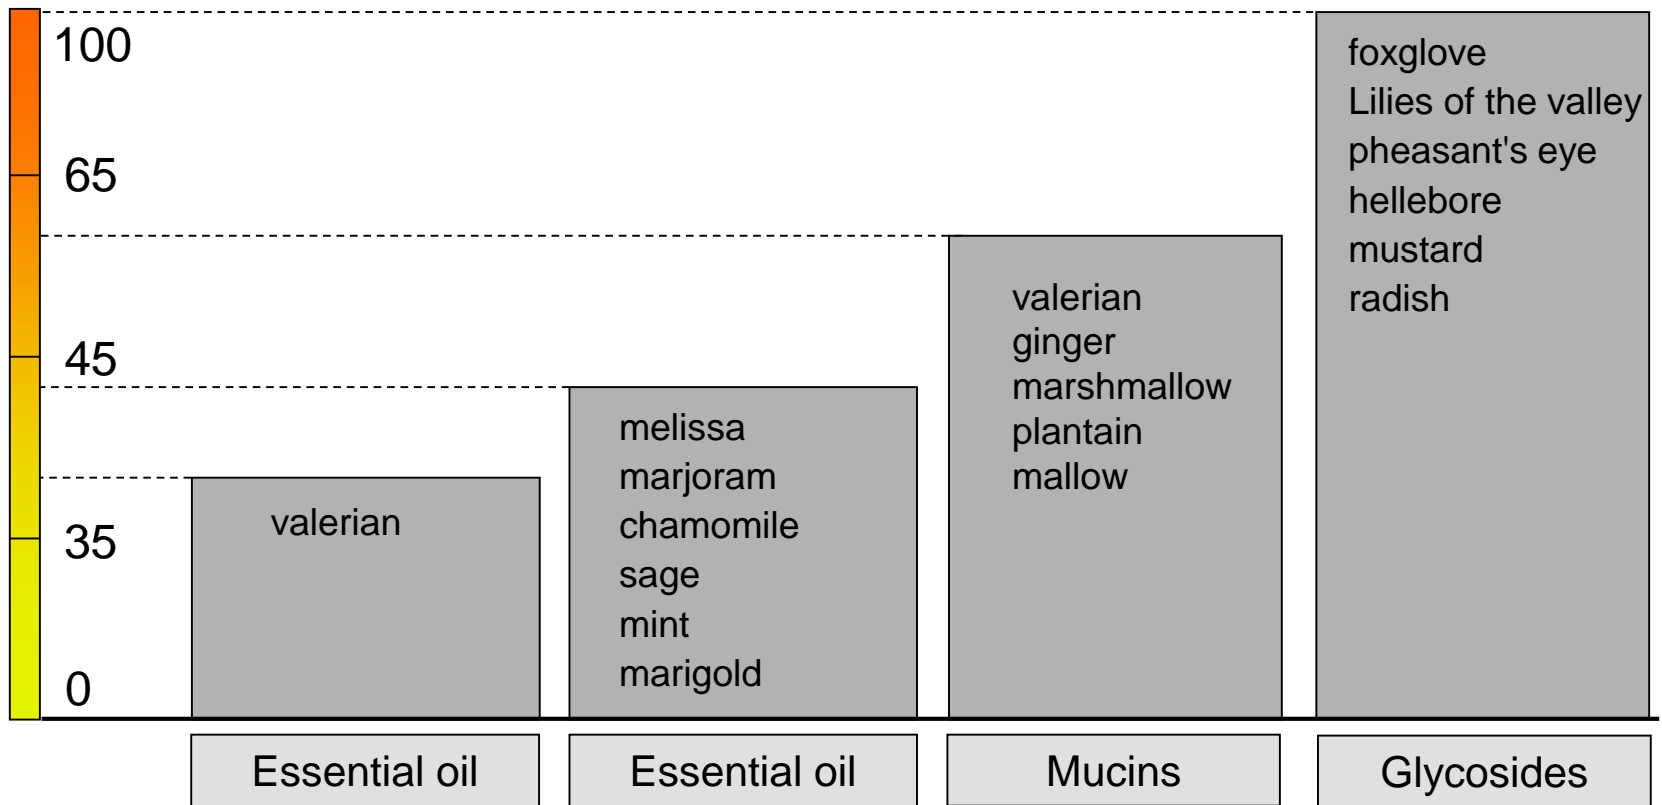 100
65
45
35
0
valerian
melissa
marjoram
chamomile
sage
mint
marigold
valerian
ginger
marshmallow
plantain
mallow
foxglove
Lilies of the valley
pheasant's eye
hellebore
mustard
radish
Essential oil
Essential oil
Mucins
Glycosides